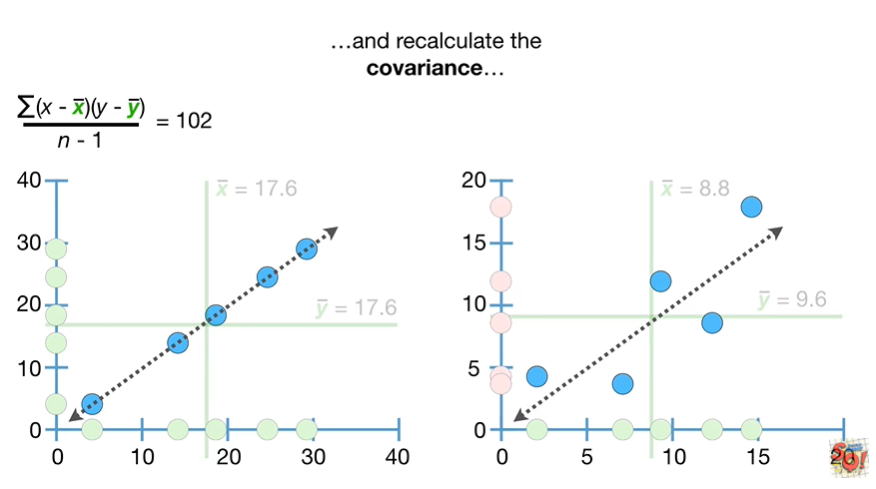 ...and recalculate the
covariance...
∑(x - x̅)(y - y̅)
n - 1
= 102
40
30
20
10
0
0
10
20
30
40
x̅ = 17.6
y̅ = 17.6
20
15
10
5
0
0
5
10
15
20
x̅ = 8.8
y̅ = 9.6
SQ!